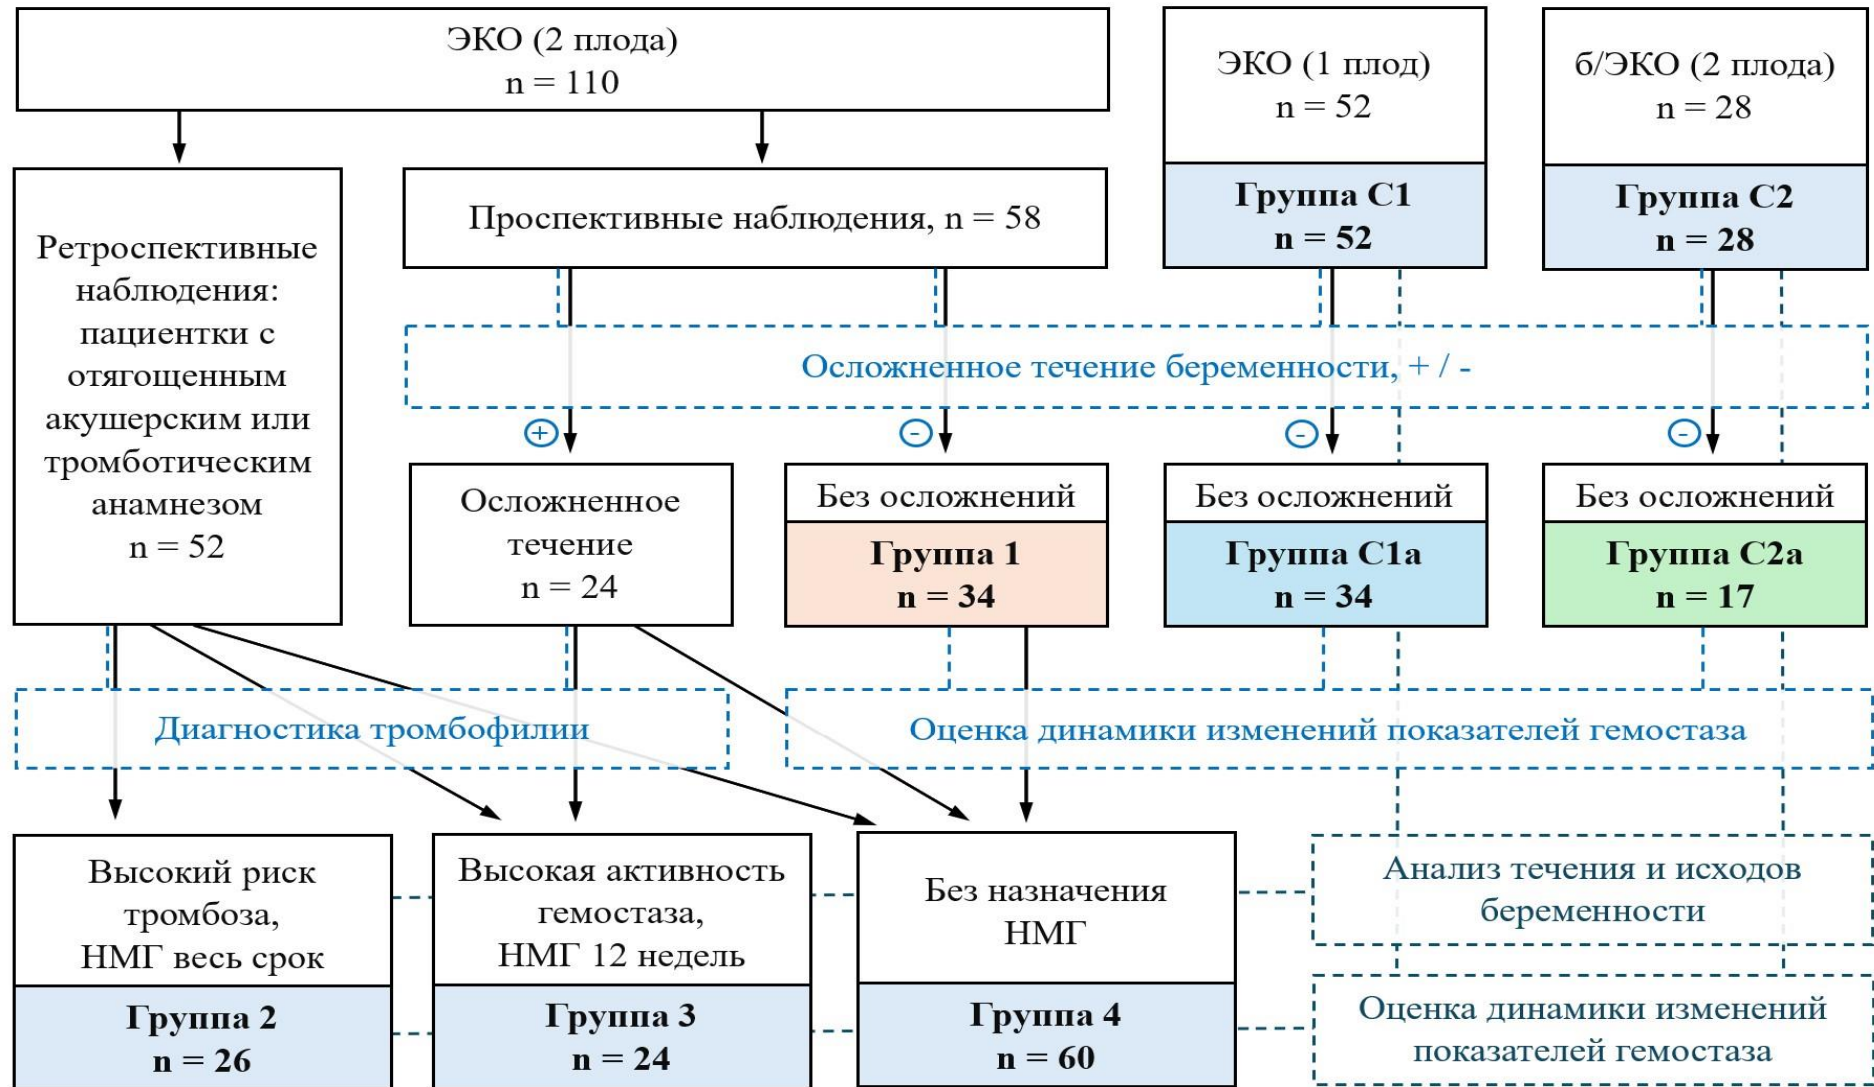 ЭКО (2 плода)
n = 110
ЭКО (1 плод)
n = 52
Группа С1
n = 52
б/ЭКО (2 плода)
n = 28
Группа С2
n = 28
Ретроспективные
наблюдения:
пациентки с
отягощенным
акушерским или
тромботическим
анамнезом
n = 52
Проспективные наблюдения, n = 58
Осложненное течение беременности, + / -
+
-
-
-
Осложненное
течение
n = 24
Без осложнений
Группа 1
n = 34
Без осложнений
Группа С1а
n = 34
Без осложнений
Группа С2а
n = 17
Диагностика тромбофилии
Оценка динамики изменений показателей гемостаза
Высокий риск
тромбоза,
НМГ весь срок
Группа 2
n = 26
Высокая активность
гемостаза,
НМГ 12 недель
Группа 3
n = 24
Без назначения
НМГ
Группа 4
n = 60
Анализ течения и исходов
беременности
Оценка динамики изменений
показателей гемостаза